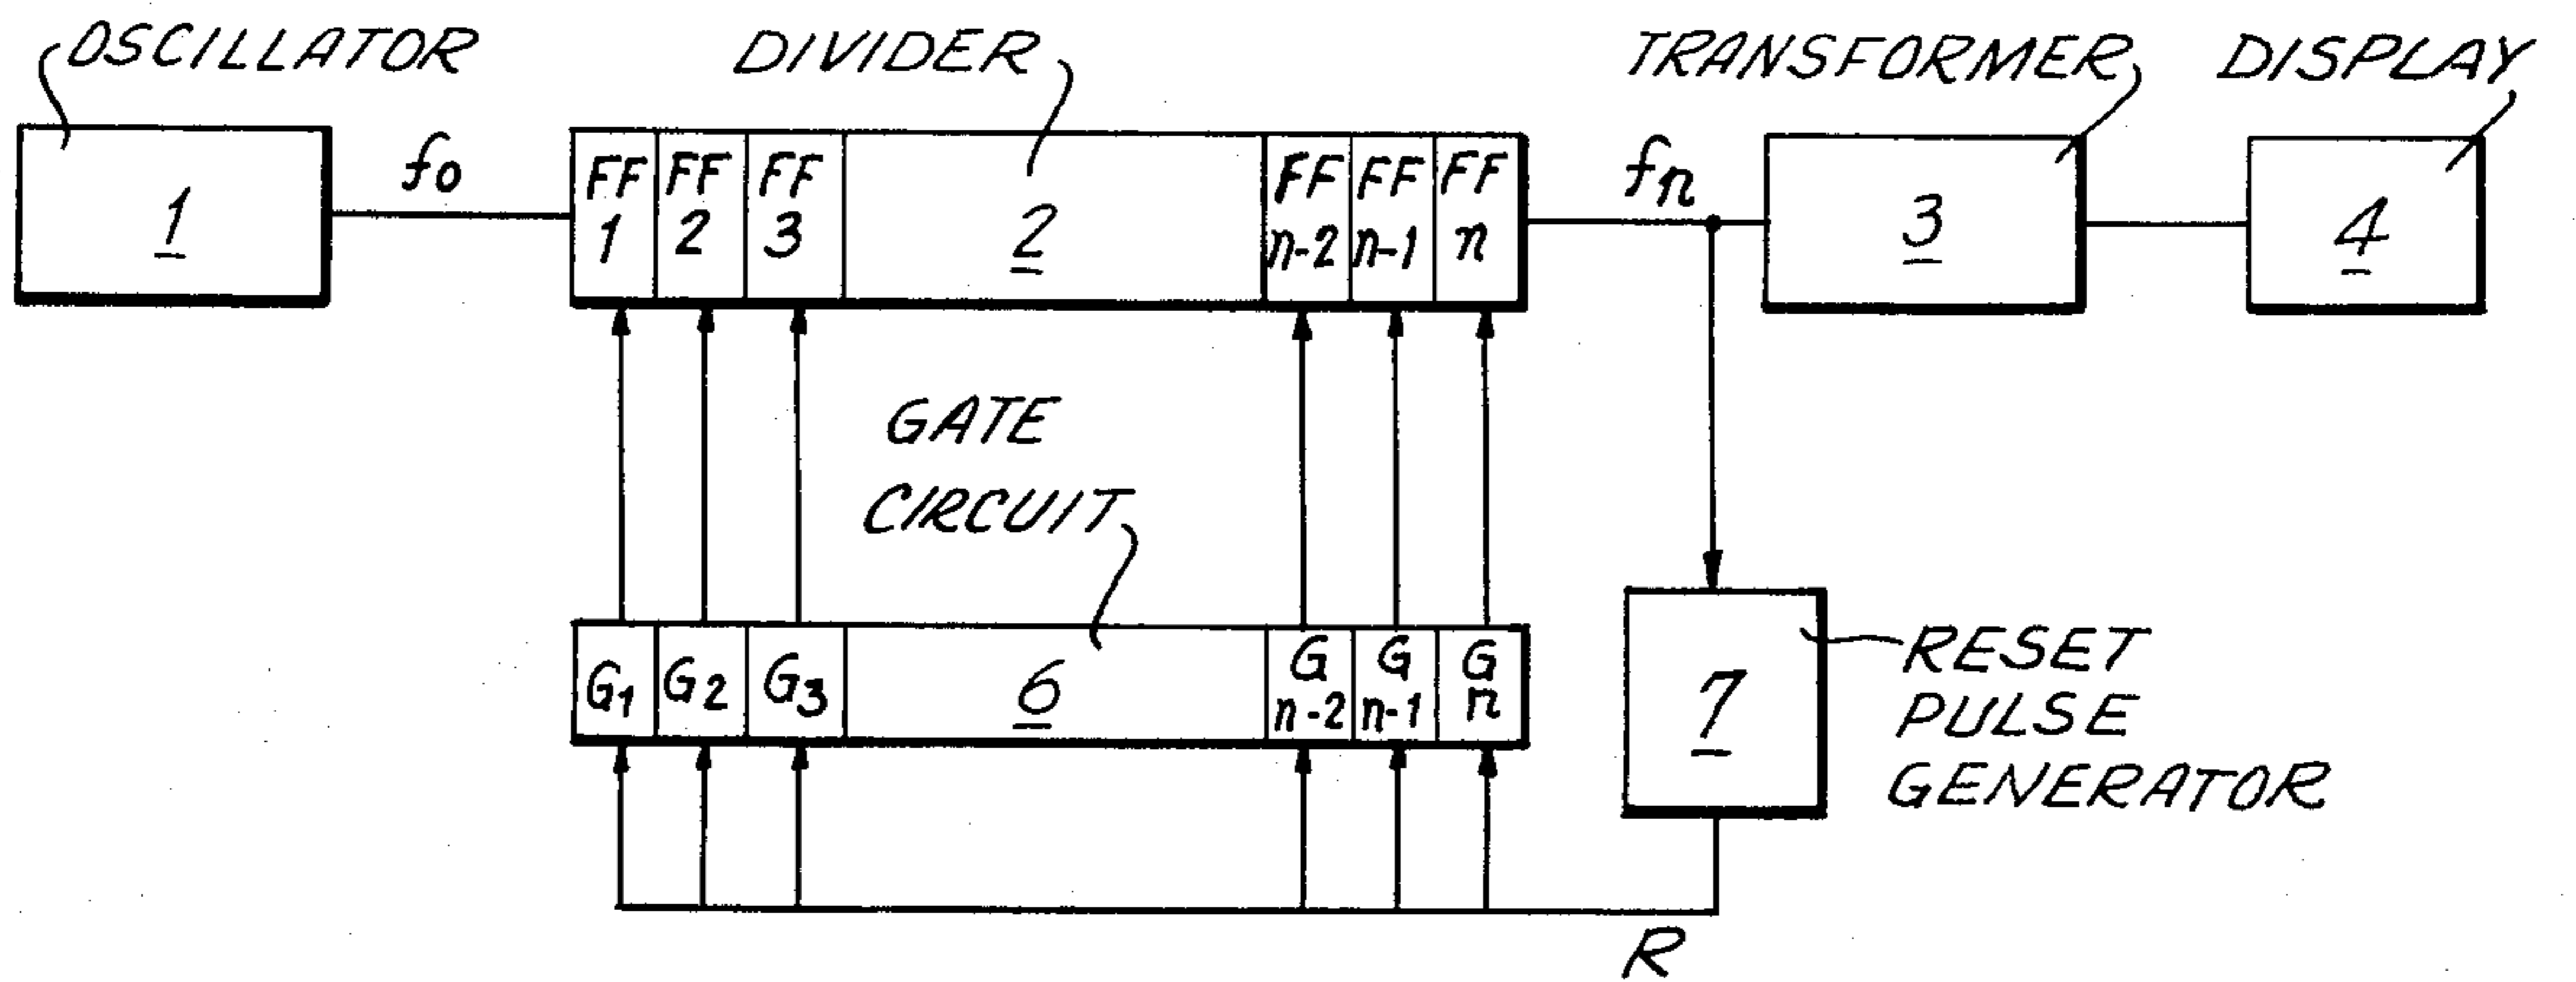 OSCILLATOR
DIVIDER
TRANSFORMER
DISPLAY
1
fo
FF 1
FF 2
FF 3
2
FF n-2
FF n-1
FF n
fn
3
4
GATE
CIRCUIT
G1
G2
G3
6
G n-2
G n-1
G n
7
RESET
PULSE
GENERATOR
R